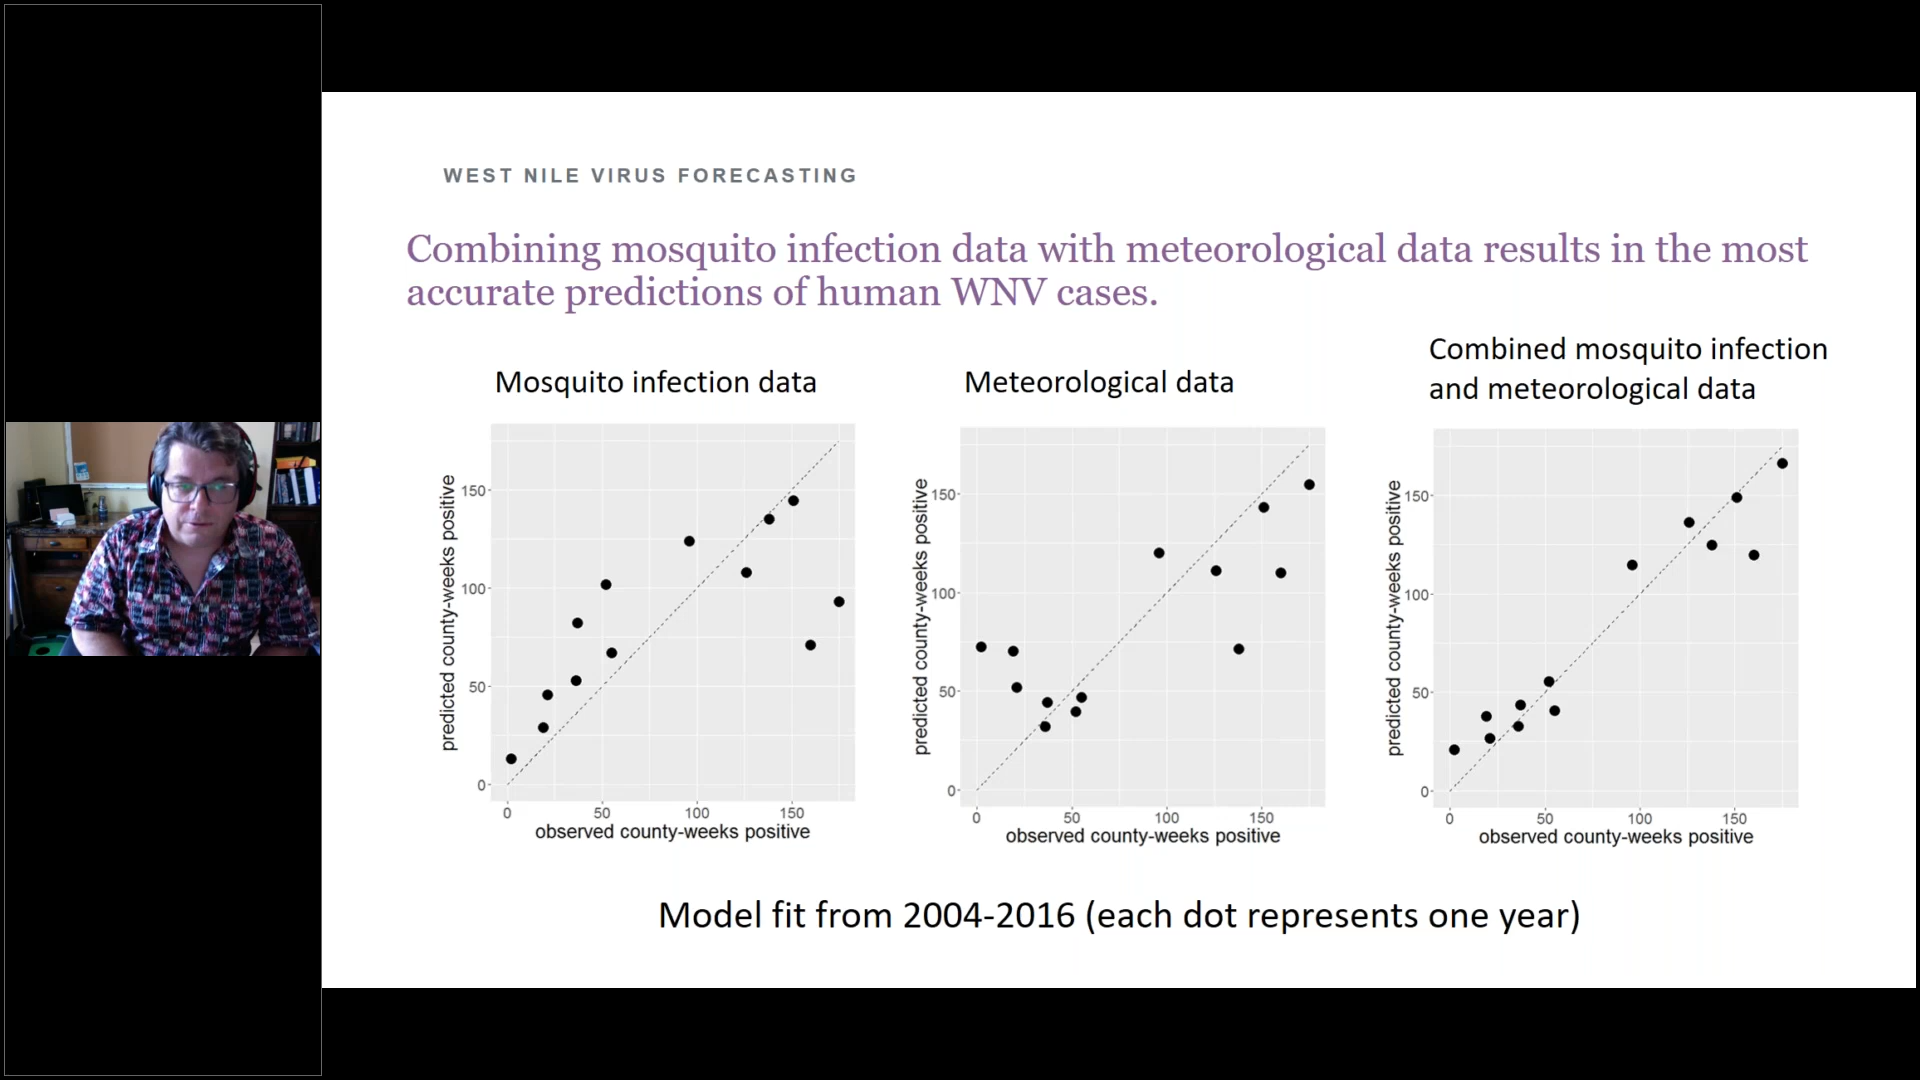 WEST NILE VIRUS FORECASTING
Combining mosquito infection data with meteorological data results in the most
accurate predictions of human WNV cases.
Mosquito infection data
predicted county-weeks positive
150
100
50
0
0 50 100 150
observed county-weeks positive
Meteorological data
predicted county-weeks positive
150
100
50
0
0 50 100 150
observed county-weeks positive
Combined mosquito infection
and meteorological data
predicted county-weeks positive
150
100
50
0
0 50 100 150
observed county-weeks positive
Model fit from 2004-2016 (each dot represents one year)